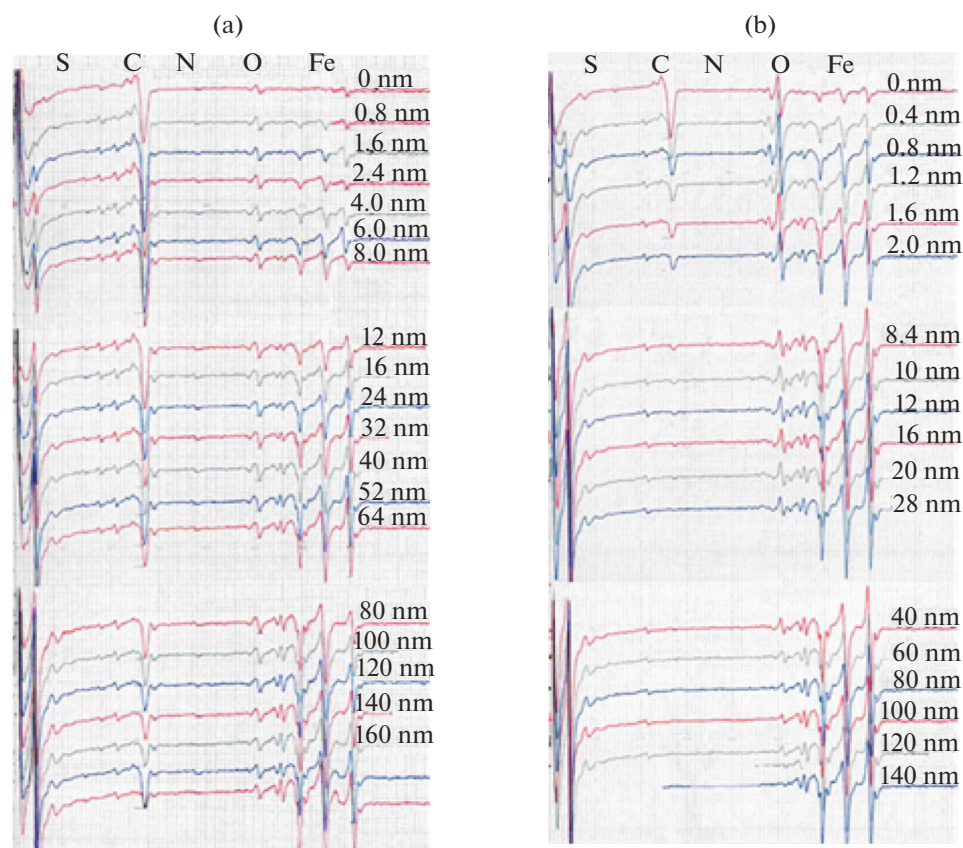 (a)
S C N O Fe
0 nm
0.8 nm
1.6 nm
2.4 nm
4.0 nm
6.0 nm
8.0 nm
12 nm
16 nm
24 nm
32 nm
40 nm
52 nm
64 nm
80 nm
100 nm
120 nm
140 nm
160 nm
(b)
S C N O Fe
0 nm
0.4 nm
0.8 nm
1.2 nm
1.6 nm
2.0 nm
8.4 nm
10 nm
12 nm
16 nm
20 nm
28 nm
40 nm
60 nm
80 nm
100 nm
120 nm
140 nm